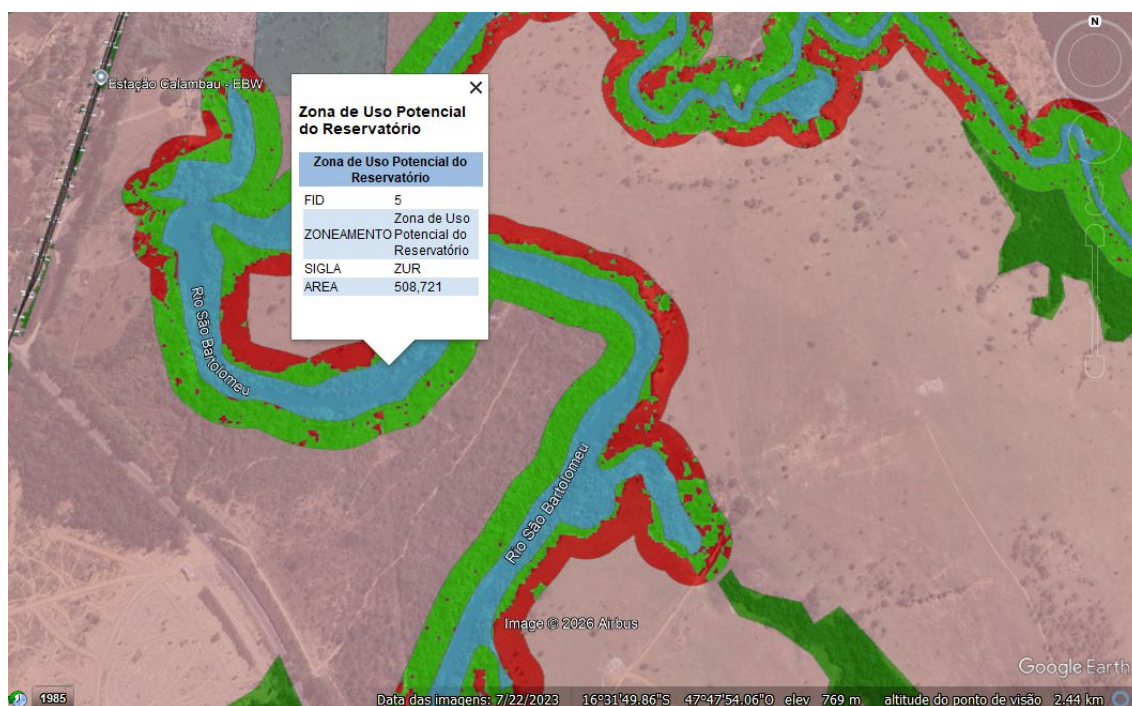 N
Estação Calambau - EBW
Zona de Uso Potencial
do Reservatório
Zona de Uso Potencial do
Reservatório
FID 5
ZONEAMENTO Zona de Uso
Potencial do
Reservatório
SIGLA ZUR
AREA 508,721
Rio São Bartolomeu
Rio São Bartolomeu
Image © 2026 Airbus
Google Earth
1985
Data das imagens: 7/22/2023 16°31'49.86"S 47°47'54.06"O elev 769 m altitude do ponto de visão 2.44 km